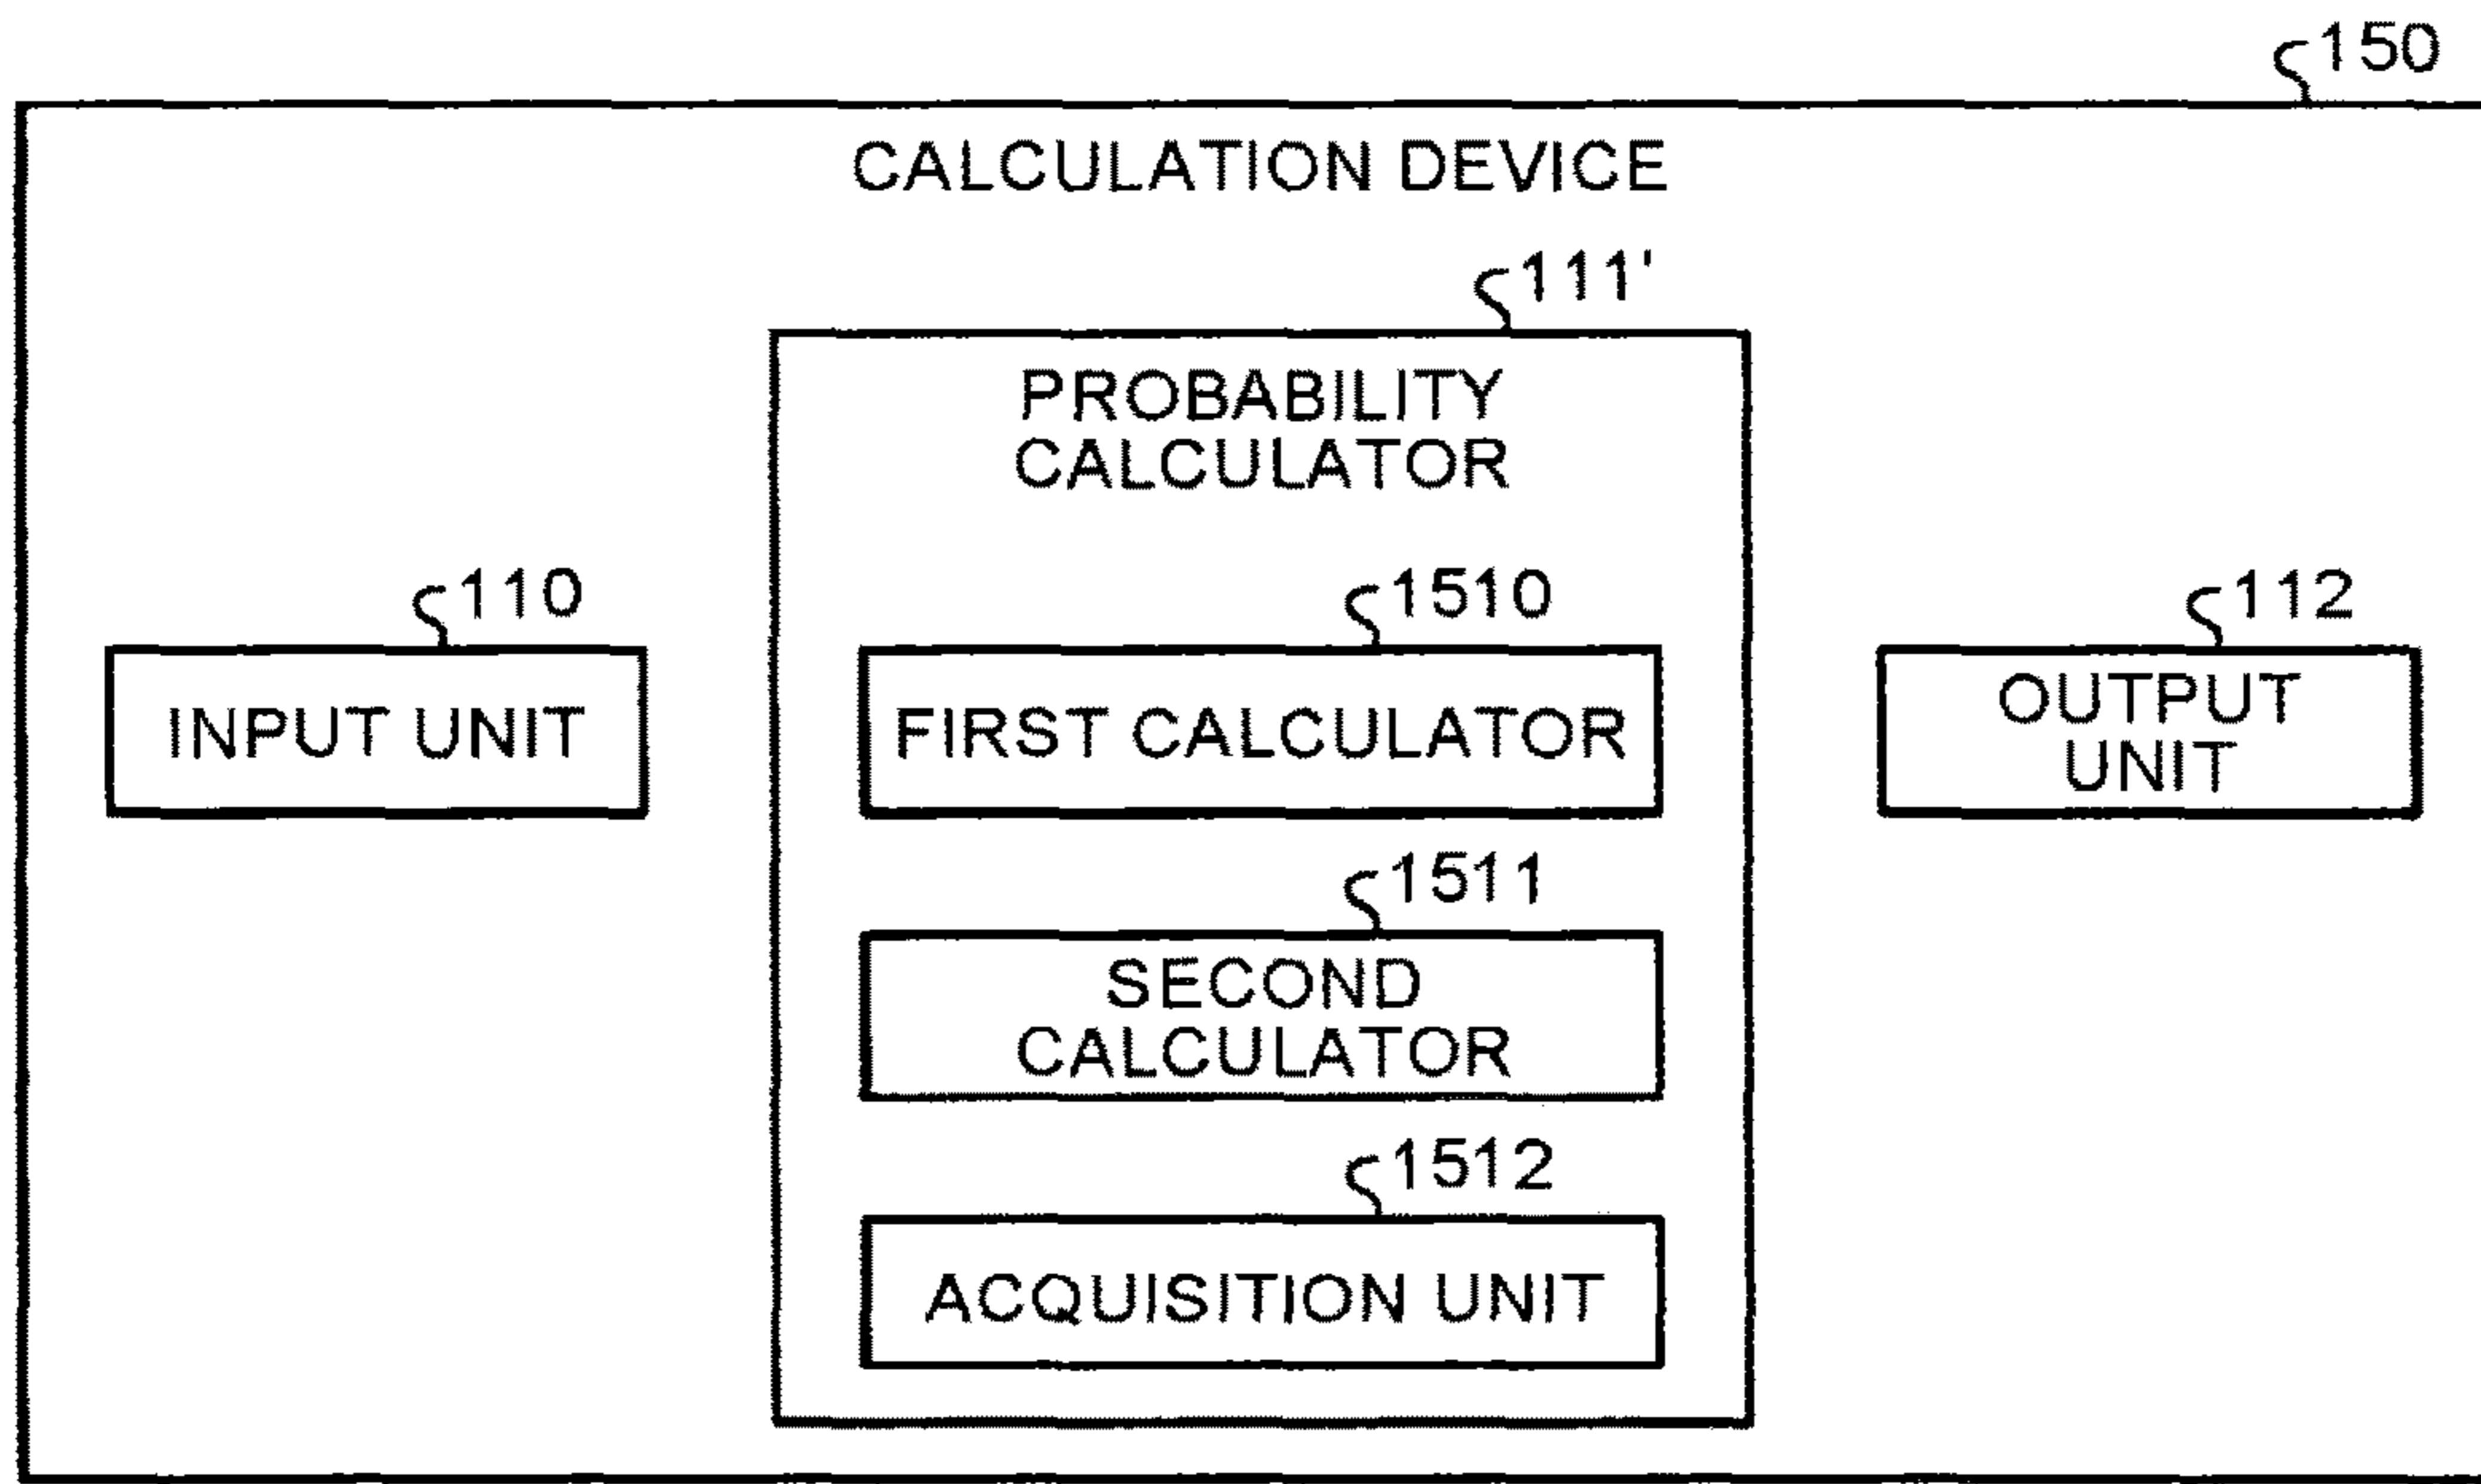 150
CALCULATION DEVICE
111'
PROBABILITY
CALCULATOR
110
INPUT UNIT
1510
FIRST CALCULATOR
1511
SECOND
CALCULATOR
1512
ACQUISITION UNIT
112
OUTPUT
UNIT